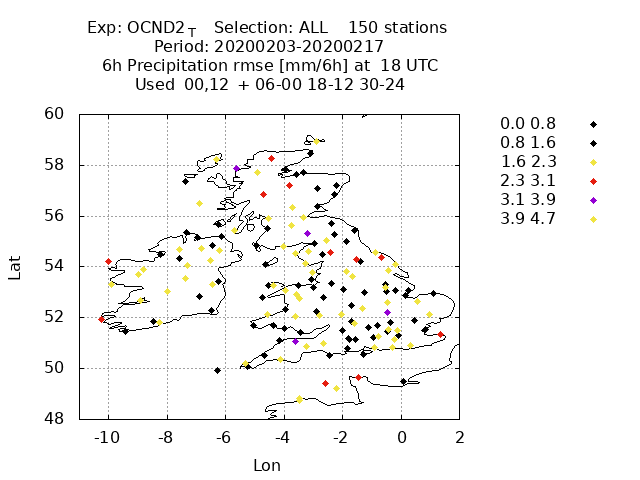 Exp: OCND2_T Selection: ALL 150 stations
Period: 20200203-20200217
6h Precipitation rmse [mm/6h] at 18 UTC
Used 00,12 + 06-00 18-12 30-24
60
58
56
54
52
50
48
Lat
-10 -8 -6 -4 -2 0 2
Lon
0.0 0.8
0.8 1.6
1.6 2.3
2.3 3.1
3.1 3.9
3.9 4.7